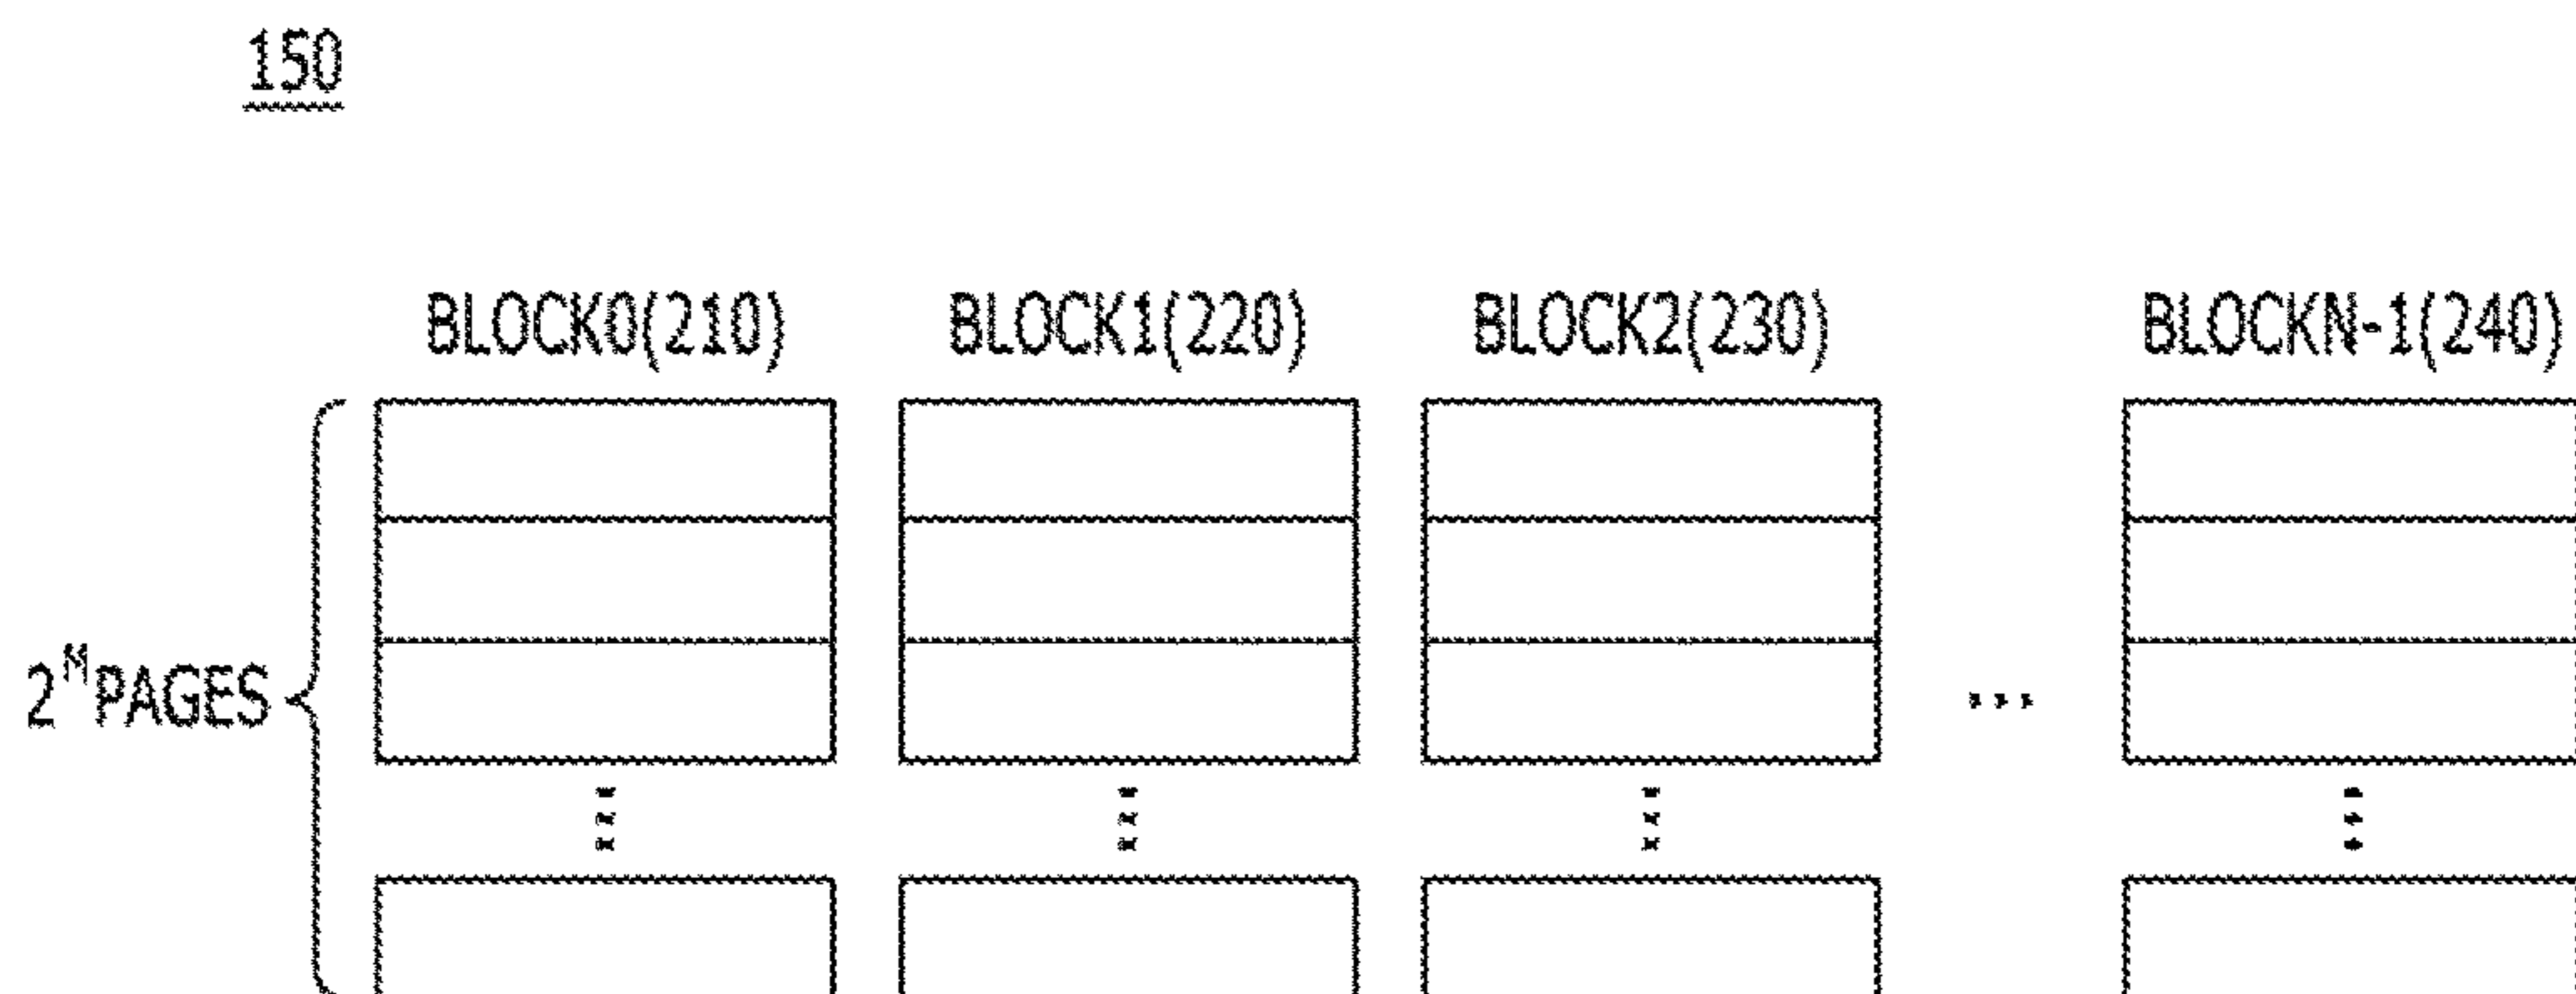 150
BLOCK0(210) BLOCK1(220) BLOCK2(230) BLOCKN-1(240)
2^M PAGES
...